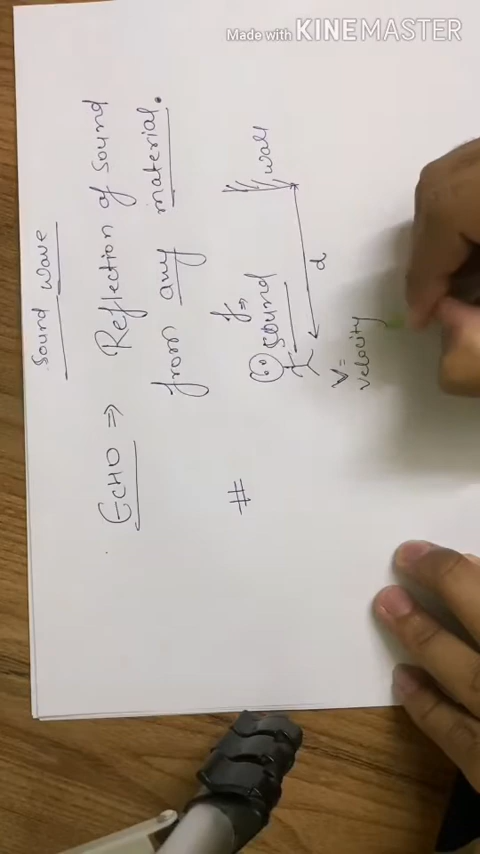 Made with KINEMASTER
Sound Wave
ECHO ⇒ Reflection of sound
from any material.
#
f⇒
sound
wall
d
V=
velocity